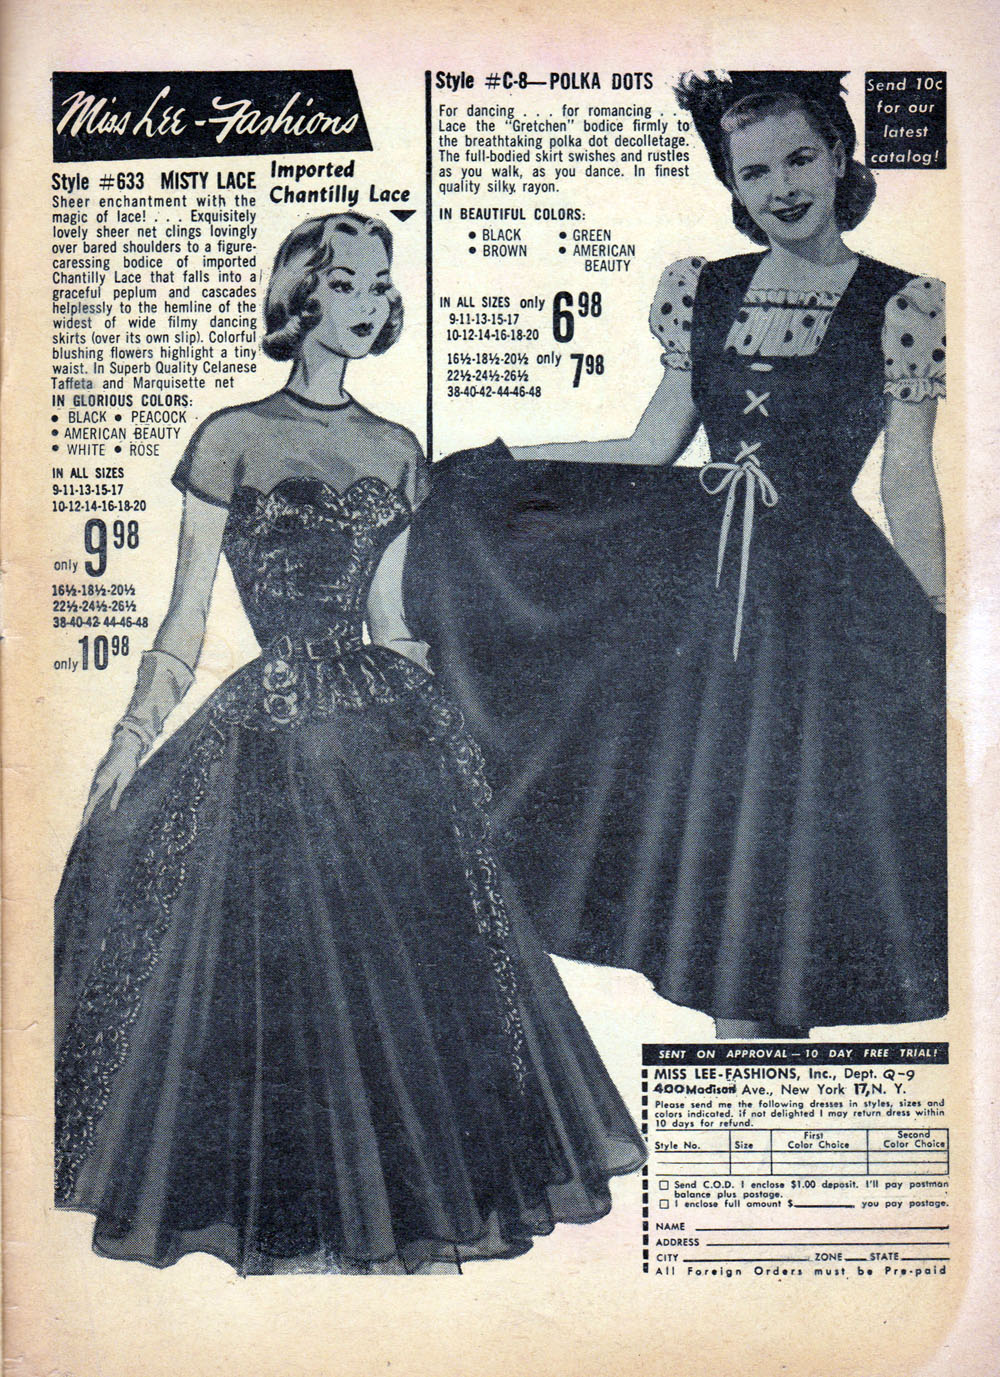 Miss Lee-Fashions
Style #633 MISTY LACE
Imported
Chantilly Lace
Sheer enchantment with the
magic of lace! . . . Exquisitely
lovely sheer net clings lovingly
over bared shoulders to a figure-
caressing bodice of imported
Chantilly Lace that falls into a
graceful peplum and cascades
helplessly to the hemline of the
widest of wide filmy dancing
skirts (over its own slip). Colorful
blushing flowers highlight a tiny
waist. In Superb Quality Celanese
Taffeta and Marquisette net
IN GLORIOUS COLORS:
• BLACK • PEACOCK
• AMERICAN BEAUTY
• WHITE • ROSE
IN ALL SIZES
9-11-13-15-17
10-12-14-16-18-20
only 9 98
16½-18½-20½
22½-24½-26½
38-40-42-44-46-48
only 10 98
Style #C-8—POLKA DOTS
For dancing . . . for romancing . .
Lace the "Gretchen" bodice firmly to
the breathtaking polka dot decolletage.
The full-bodied skirt swishes and rustles
as you walk, as you dance. In finest
quality silky, rayon.
IN BEAUTIFUL COLORS:
• BLACK • GREEN
• BROWN • AMERICAN
BEAUTY
IN ALL SIZES only 6 98
9-11-13-15-17
10-12-14-16-18-20
16½-18½-20½ only 7 98
22½-24½-26½
38-40-42-44-46-48
Send 10c
for our
latest
catalog!
SENT ON APPROVAL—10 DAY FREE TRIAL!
MISS LEE-FASHIONS, Inc., Dept. Q-9
400 Madison Ave., New York 17, N. Y.
Please send me the following dresses in styles, sizes and
colors indicated. if not delighted I may return dress within
10 days for refund.
Style No. Size First Color Choice Second Color Choice
Send C.O.D. I enclose $1.00 deposit. I'll pay postman
balance plus postage.
I enclose full amount $ you pay postage.
NAME
ADDRESS
CITY ZONE STATE
All Foreign Orders must be Pre-paid